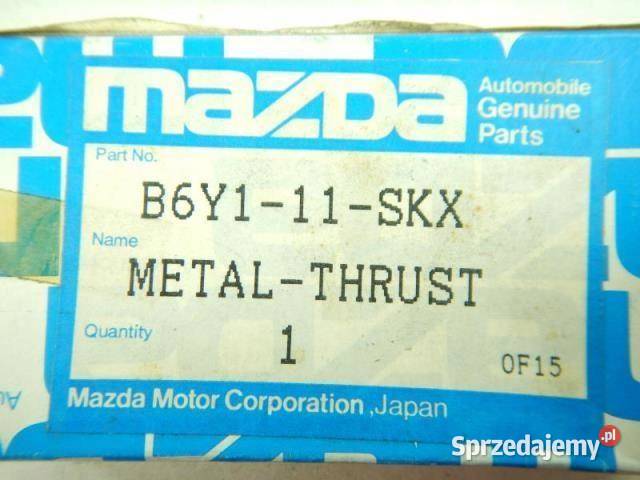 mazda
Automobile
Genuine
Parts
Part No.
B6Y1-11-SKX
Name
METAL-THRUST
Quantity
1
0F15
Mazda Motor Corporation, Japan
Sprzedajemy.pl